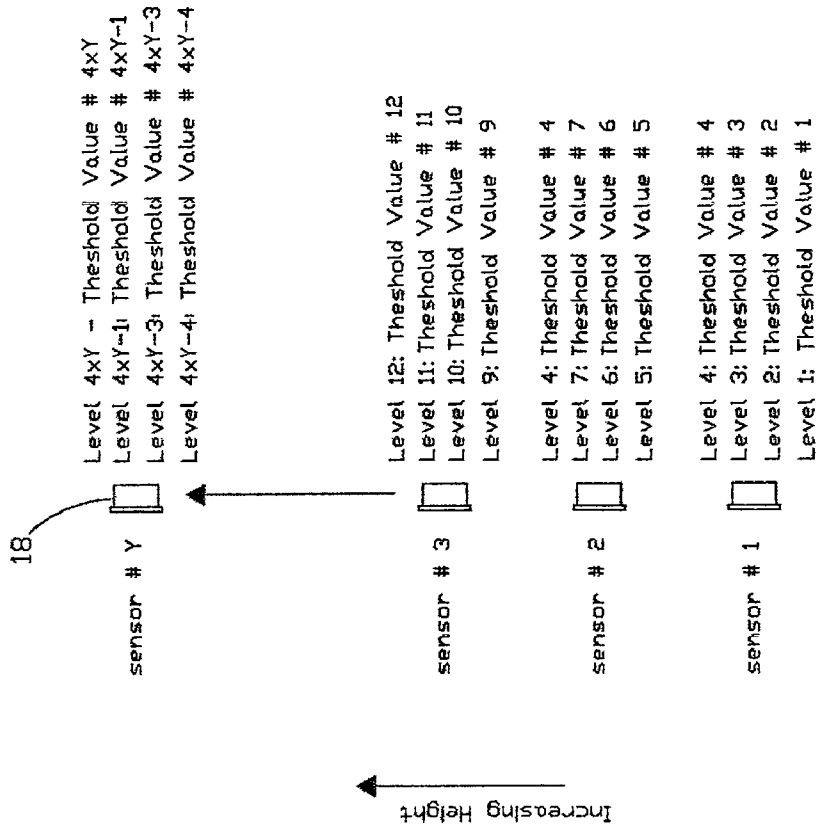 18
sensor # Y
Level 4xY - Theshold Value # 4xY
Level 4xY-1: Theshold Value # 4xY-1
Level 4xY-3: Theshold Value # 4xY-3
Level 4xY-4: Theshold Value # 4xY-4
sensor # 3
Level 12: Theshold Value # 12
Level 11: Theshold Value # 11
Level 10: Theshold Value # 10
Level 9: Theshold Value # 9
sensor # 2
Level 4: Theshold Value # 4
Level 7: Theshold Value # 7
Level 6: Theshold Value # 6
Level 5: Theshold Value # 5
sensor # 1
Level 4: Theshold Value # 4
Level 3: Theshold Value # 3
Level 2: Theshold Value # 2
Level 1: Theshold Value # 1
Increasing Height